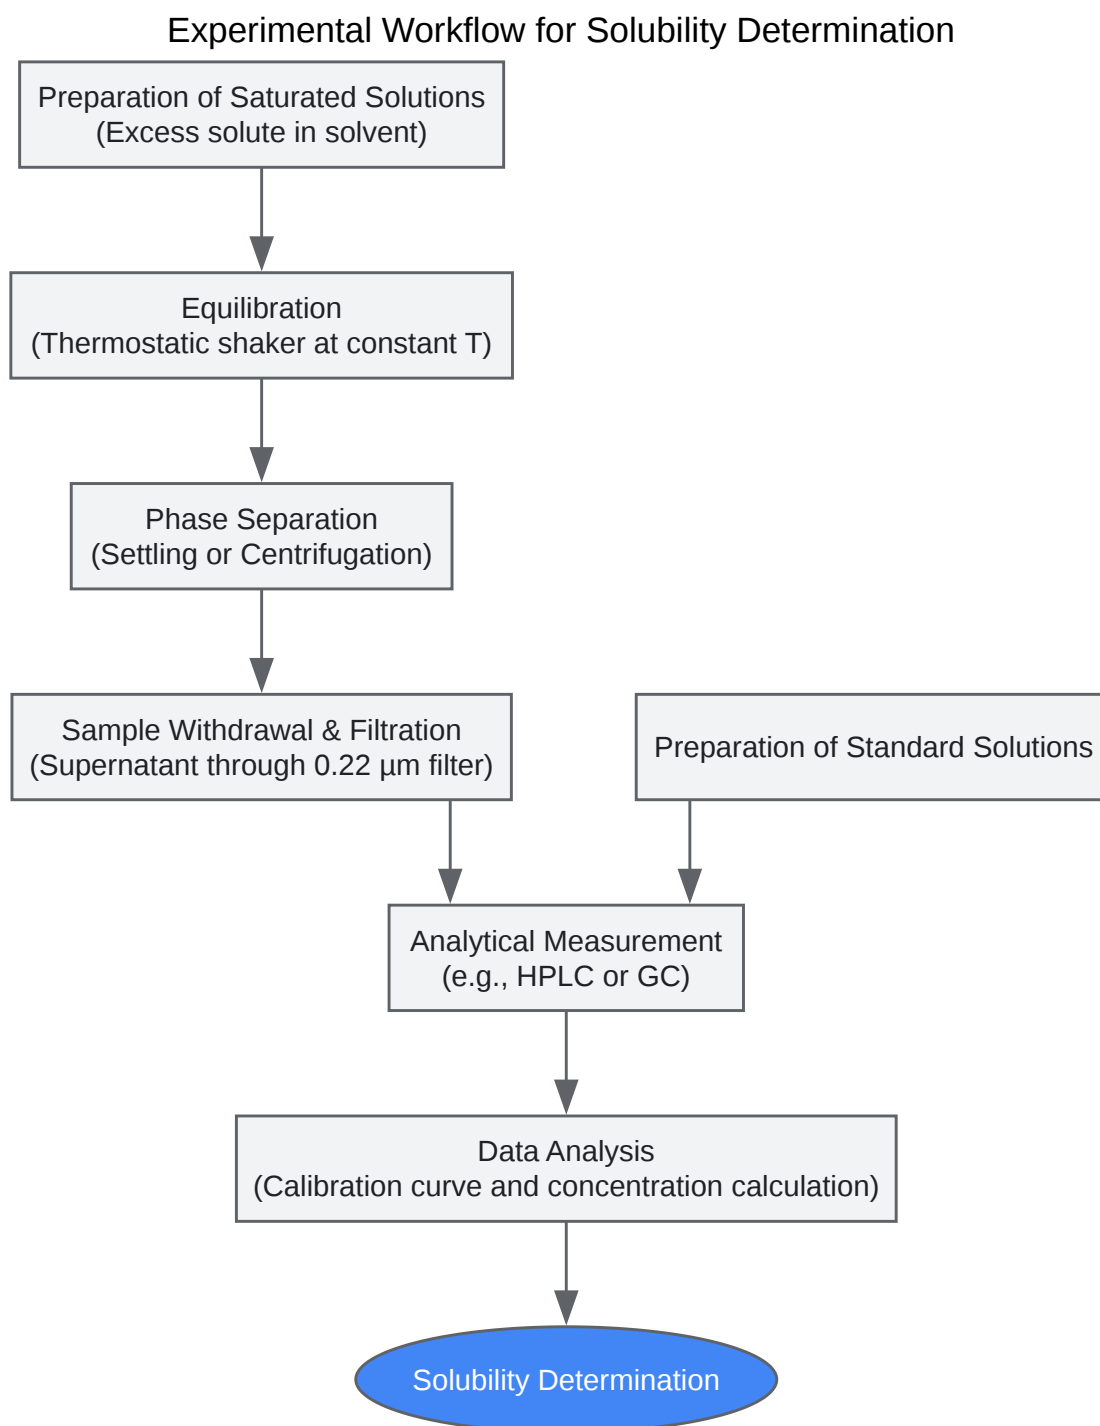 Experimental Workflow for Solubility Determination
Preparation of Saturated Solutions
(Excess solute in solvent)
Equilibration
(Thermostatic shaker at constant T)
Phase Separation
(Settling or Centrifugation)
Sample Withdrawal & Filtration
(Supernatant through 0.22 µm filter)
Preparation of Standard Solutions
Analytical Measurement
(e.g., HPLC or GC)
Data Analysis
(Calibration curve and concentration calculation)
Solubility Determination